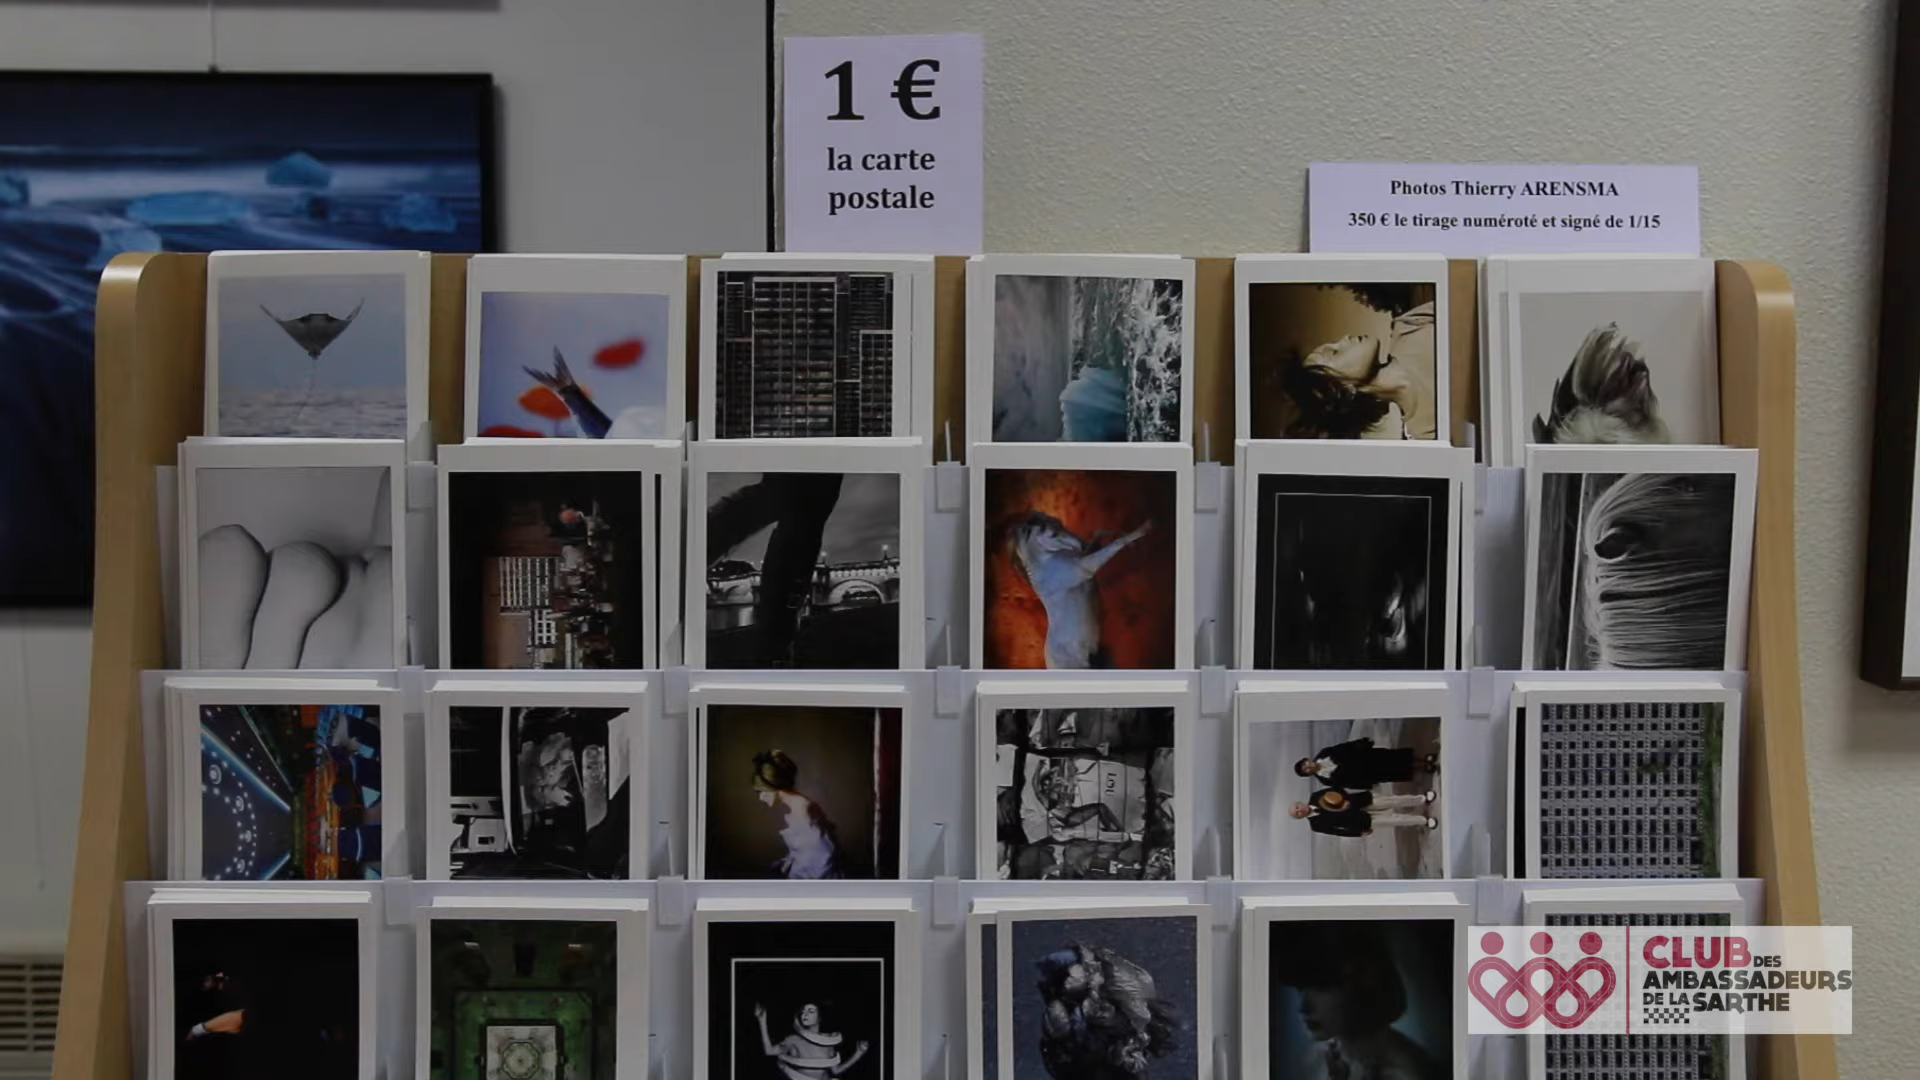 1 €
la carte
postale
Photos Thierry ARENSMA
350 € le tirage numéroté et signé de 1/15
CLUB DES
AMBASSADEURS
DE LA SARTHE